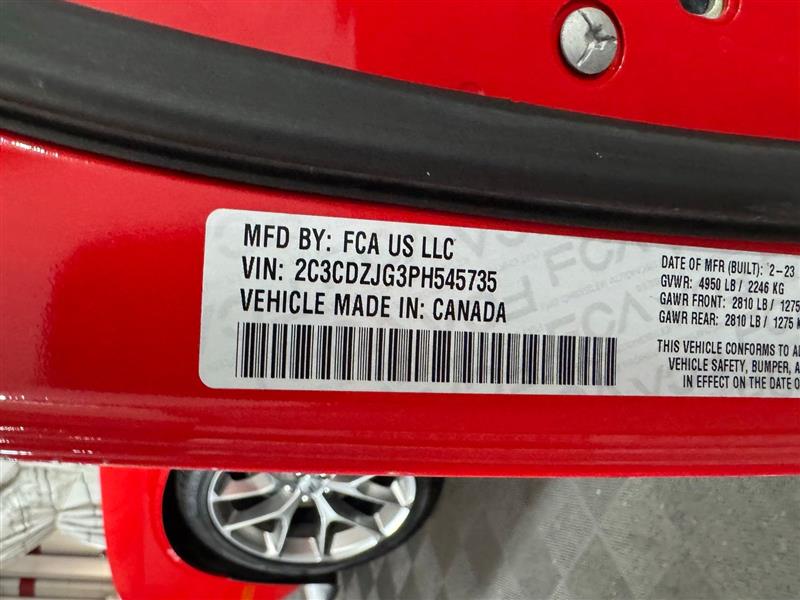 MFD BY: FCA US LLC
VIN: 2C3CDZJG3PH545735
VEHICLE MADE IN: CANADA
DATE OF MFR (BUILT): 2-23
GVWR: 4950 LB / 2246 KG
GAWR FRONT: 2810 LB / 1275
GAWR REAR: 2810 LB / 1275 K
THIS VEHICLE CONFORMS TO
VEHICLE SAFETY, BUMPER,
IN EFFECT ON THE DATE O